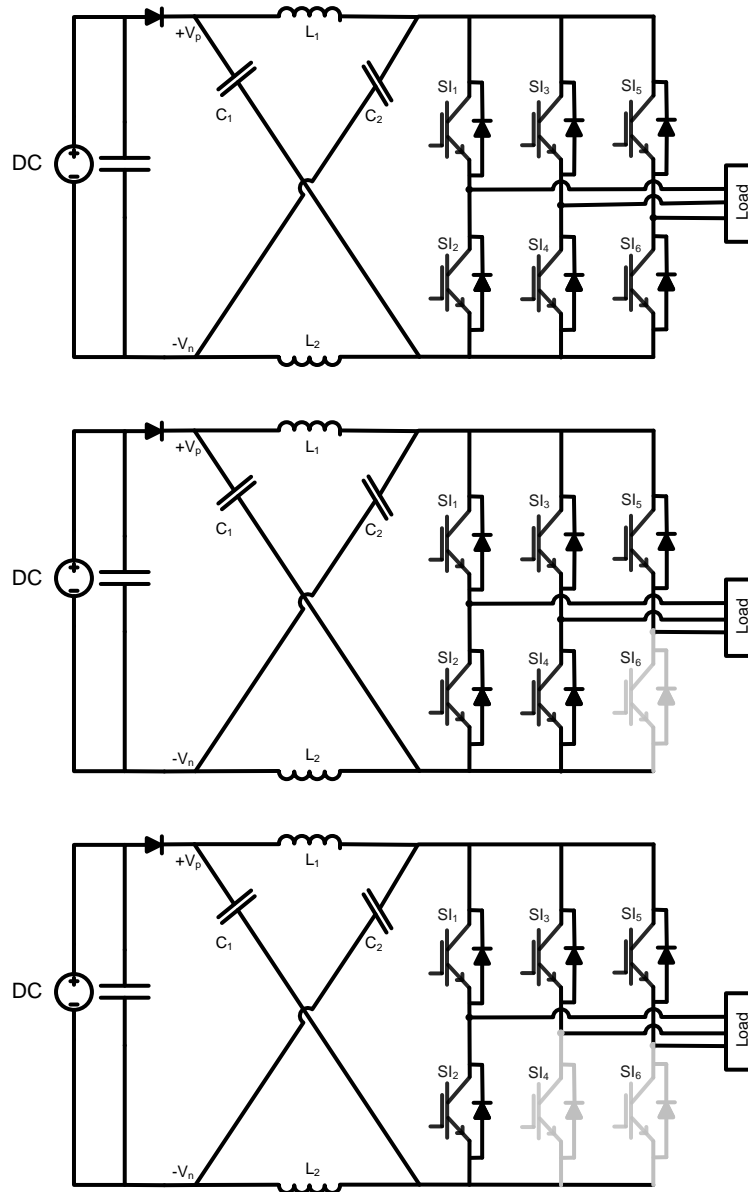 +Vp
L1
C1
C2
SI1
SI3
SI5
DC
Load
SI2
SI4
SI6
-Vn
L2
+Vp
L1
C1
C2
SI1
SI3
SI5
DC
Load
SI2
SI4
SI6
-Vn
L2
+Vp
L1
C1
C2
SI1
SI3
SI5
DC
Load
SI2
SI4
SI6
-Vn
L2